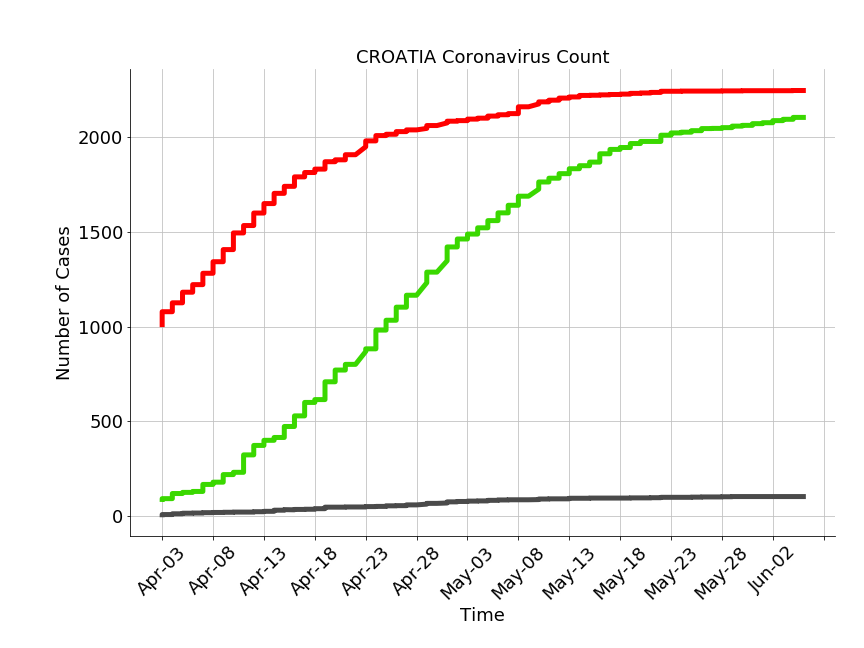 CROATIA Coronavirus Count
Number of Cases
2000
1500
1000
500
0
Apr-03
Apr-08
Apr-13
Apr-18
Apr-23
Apr-28
May-03
May-08
May-13
May-18
May-23
May-28
Jun-02
Time